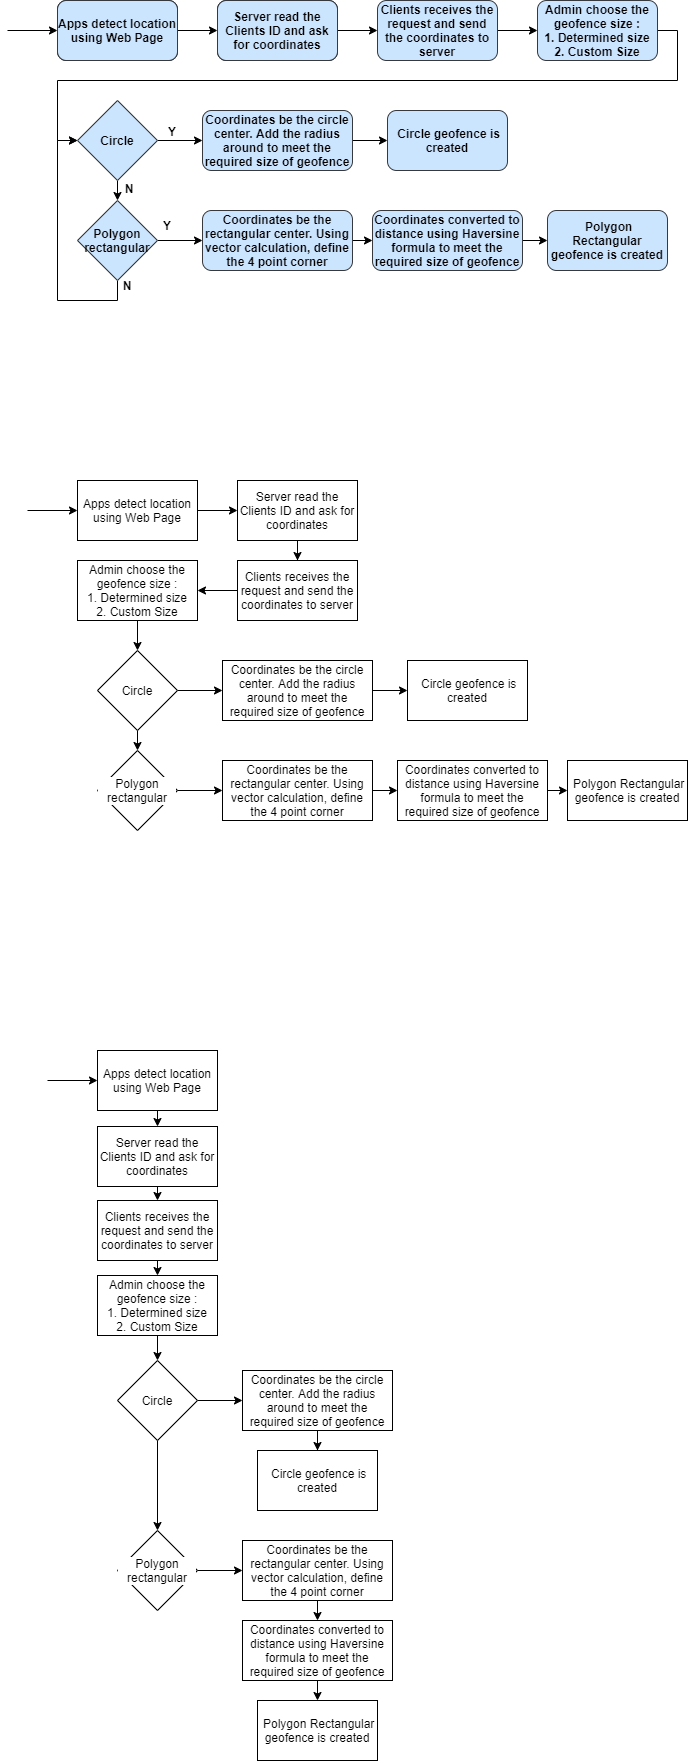 Apps detect location
using Web Page
Server read the
Clients ID and ask
for coordinates
Clients receives the
request and send
the coordinates to
server
Admin choose the
geofence size :
1. Determined size
2. Custom Size
Circle
Y
Coordinates be the circle
center. Add the radius
around to meet the
required size of geofence
Circle geofence is
created
N
Polygon
rectangular
Y
Coordinates be the
rectangular center. Using
vector calculation, define
the 4 point corner
Coordinates converted to
distance using Haversine
formula to meet the
required size of geofence
Polygon
Rectangular
geofence is created
N
Apps detect location
using Web Page
Server read the
Clients ID and ask for
coordinates
Admin choose the
geofence size :
1. Determined size
2. Custom Size
Clients receives the
request and send the
coordinates to server
Circle
Coordinates be the circle
center. Add the radius
around to meet the
required size of geofence
Circle geofence is
created
Polygon
rectangular
Coordinates be the
rectangular center. Using
vector calculation, define
the 4 point corner
Coordinates converted to
distance using Haversine
formula to meet the
required size of geofence
Polygon Rectangular
geofence is created
Apps detect location
using Web Page
Server read the
Clients ID and ask for
coordinates
Clients receives the
request and send the
coordinates to server
Admin choose the
geofence size :
1. Determined size
2. Custom Size
Circle
Coordinates be the circle
center. Add the radius
around to meet the
required size of geofence
Circle geofence is
created
Polygon
rectangular
Coordinates be the
rectangular center. Using
vector calculation, define
the 4 point corner
Coordinates converted to
distance using Haversine
formula to meet the
required size of geofence
Polygon Rectangular
geofence is created